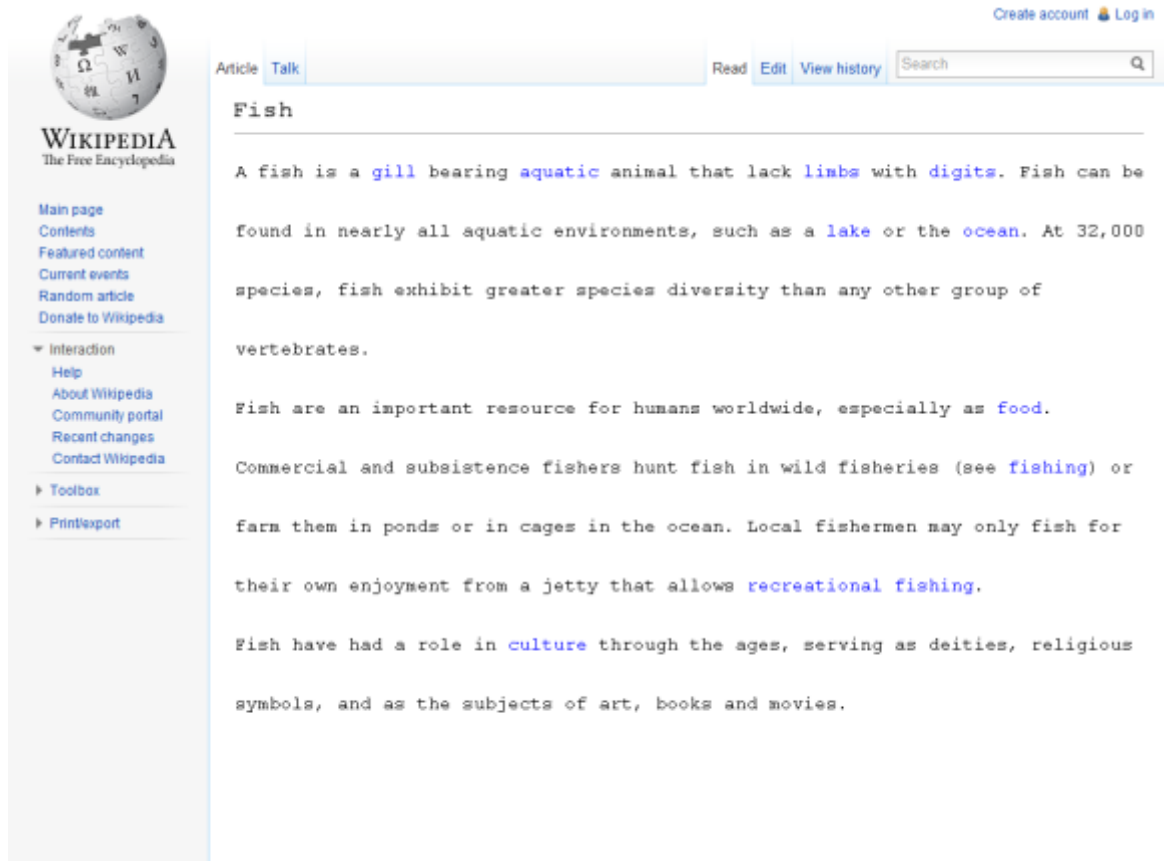 Create account Log in
Article Talk Read Edit View history Search
WIKIPEDIA
The Free Encyclopedia
Main page
Contents
Featured content
Current events
Random article
Donate to Wikipedia
Interaction
Help
About Wikipedia
Community portal
Recent changes
Contact Wikipedia
Toolbox
Print/export
Fish
A fish is a gill bearing aquatic animal that lack limbs with digits. Fish can be
found in nearly all aquatic environments, such as a lake or the ocean. At 32,000
species, fish exhibit greater species diversity than any other group of
vertebrates.
Fish are an important resource for humans worldwide, especially as food.
Commercial and subsistence fishers hunt fish in wild fisheries (see fishing) or
farm them in ponds or in cages in the ocean. Local fishermen may only fish for
their own enjoyment from a jetty that allows recreational fishing.
Fish have had a role in culture through the ages, serving as deities, religious
symbols, and as the subjects of art, books and movies.